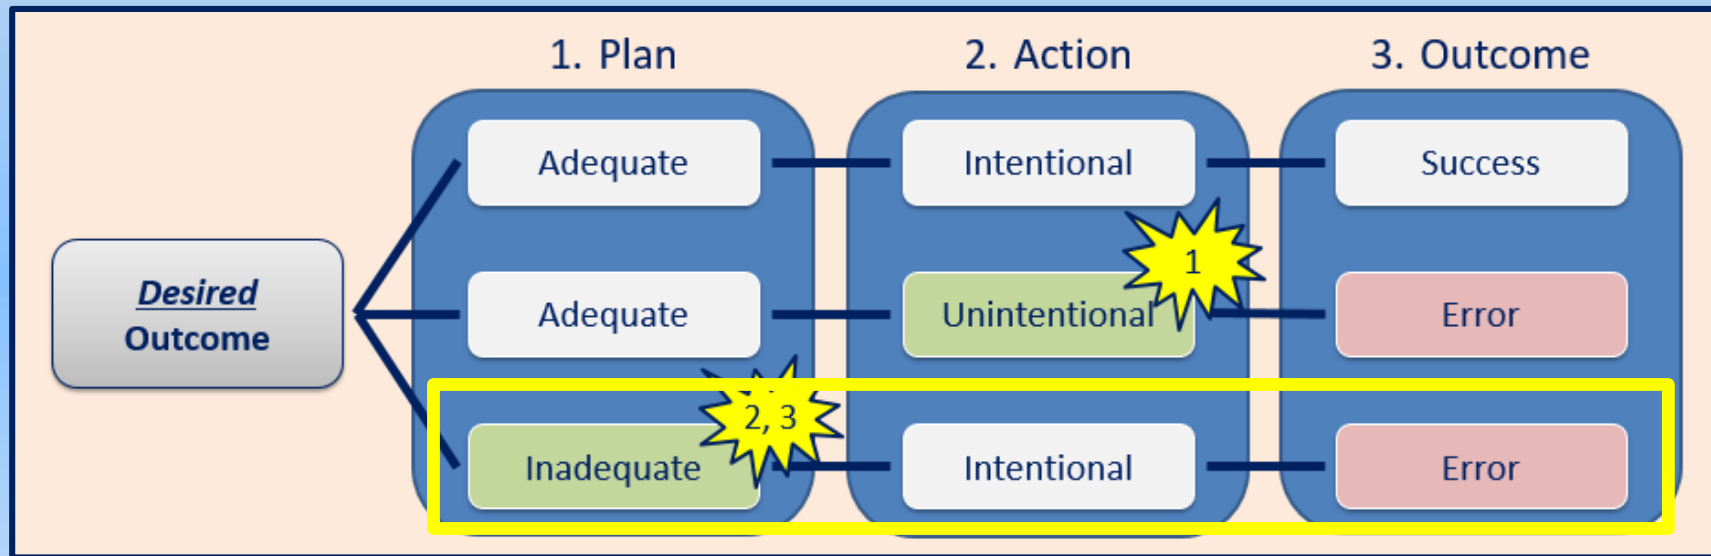 1. Plan
2. Action
3. Outcome
Adequate
Intentional
Success
1
Desired
Outcome
Adequate
Unintentional
Error
2, 3
Inadequate
Intentional
Error